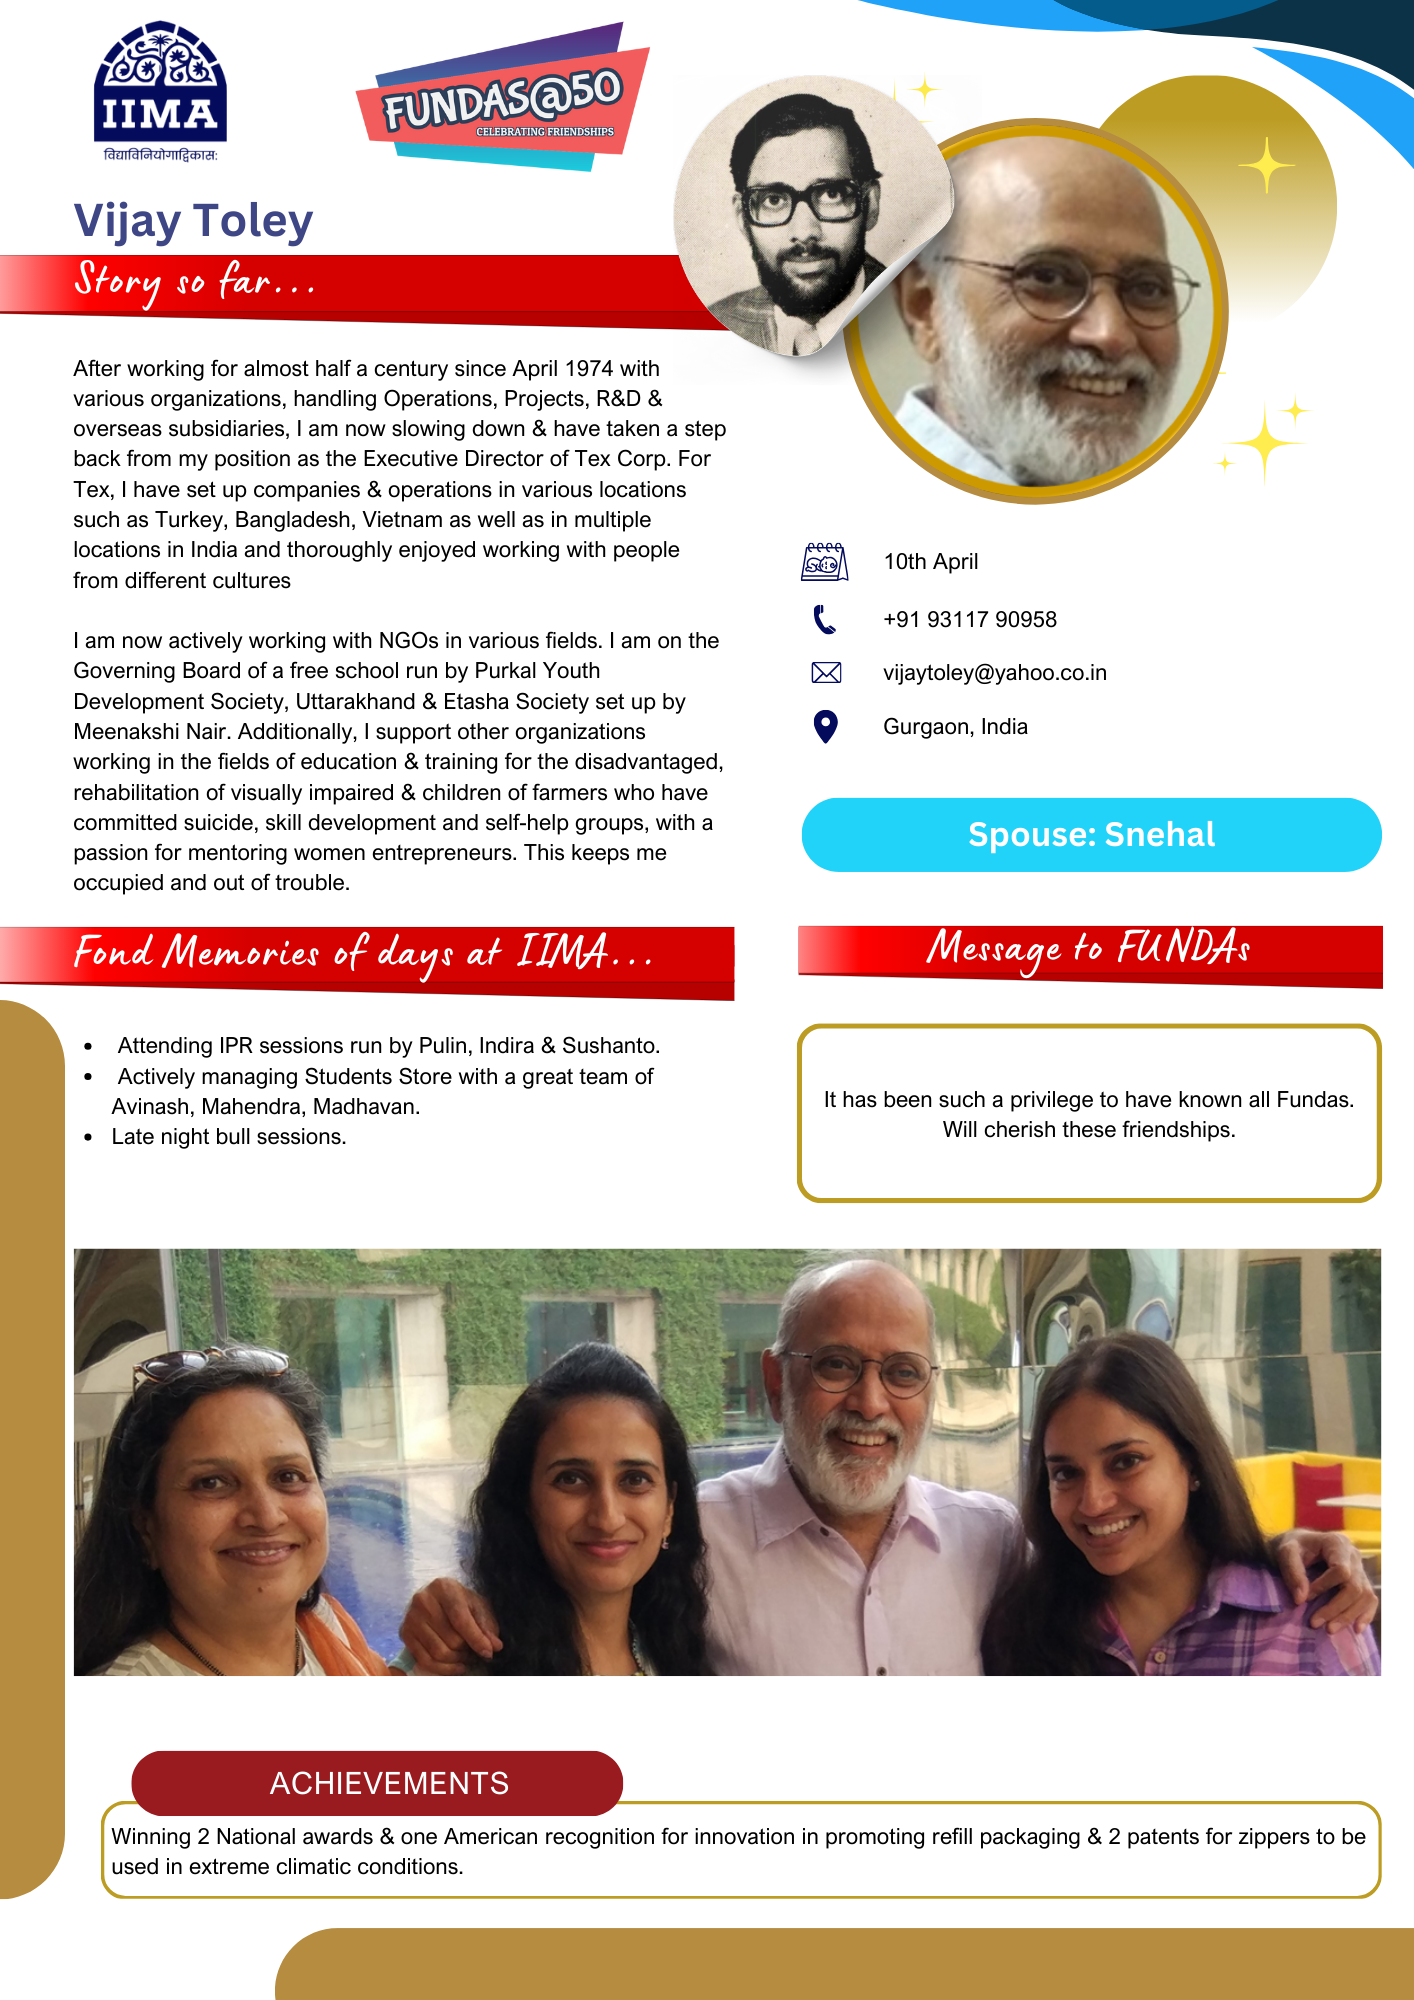 IIMA
विद्याविनियोगाद्विकास:
FUNDAS@50
CELEBRATING FRIENDSHIPS
Vijay Toley
Story so far...
After working for almost half a century since April 1974 with
various organizations, handling Operations, Projects, R&D &
overseas subsidiaries, I am now slowing down & have taken a step
back from my position as the Executive Director of Tex Corp. For
Tex, I have set up companies & operations in various locations
such as Turkey, Bangladesh, Vietnam as well as in multiple
locations in India and thoroughly enjoyed working with people
from different cultures
I am now actively working with NGOs in various fields. I am on the
Governing Board of a free school run by Purkal Youth
Development Society, Uttarakhand & Etasha Society set up by
Meenakshi Nair. Additionally, I support other organizations
working in the fields of education & training for the disadvantaged,
rehabilitation of visually impaired & children of farmers who have
committed suicide, skill development and self-help groups, with a
passion for mentoring women entrepreneurs. This keeps me
occupied and out of trouble.
10th April
+91 93117 90958
vijaytoley@yahoo.co.in
Gurgaon, India
Spouse: Snehal
Fond Memories of days at IIMA...
• Attending IPR sessions run by Pulin, Indira & Sushanto.
• Actively managing Students Store with a great team of
Avinash, Mahendra, Madhavan.
• Late night bull sessions.
Message to FUNDAs
It has been such a privilege to have known all Fundas.
Will cherish these friendships.
ACHIEVEMENTS
Winning 2 National awards & one American recognition for innovation in promoting refill packaging & 2 patents for zippers to be
used in extreme climatic conditions.